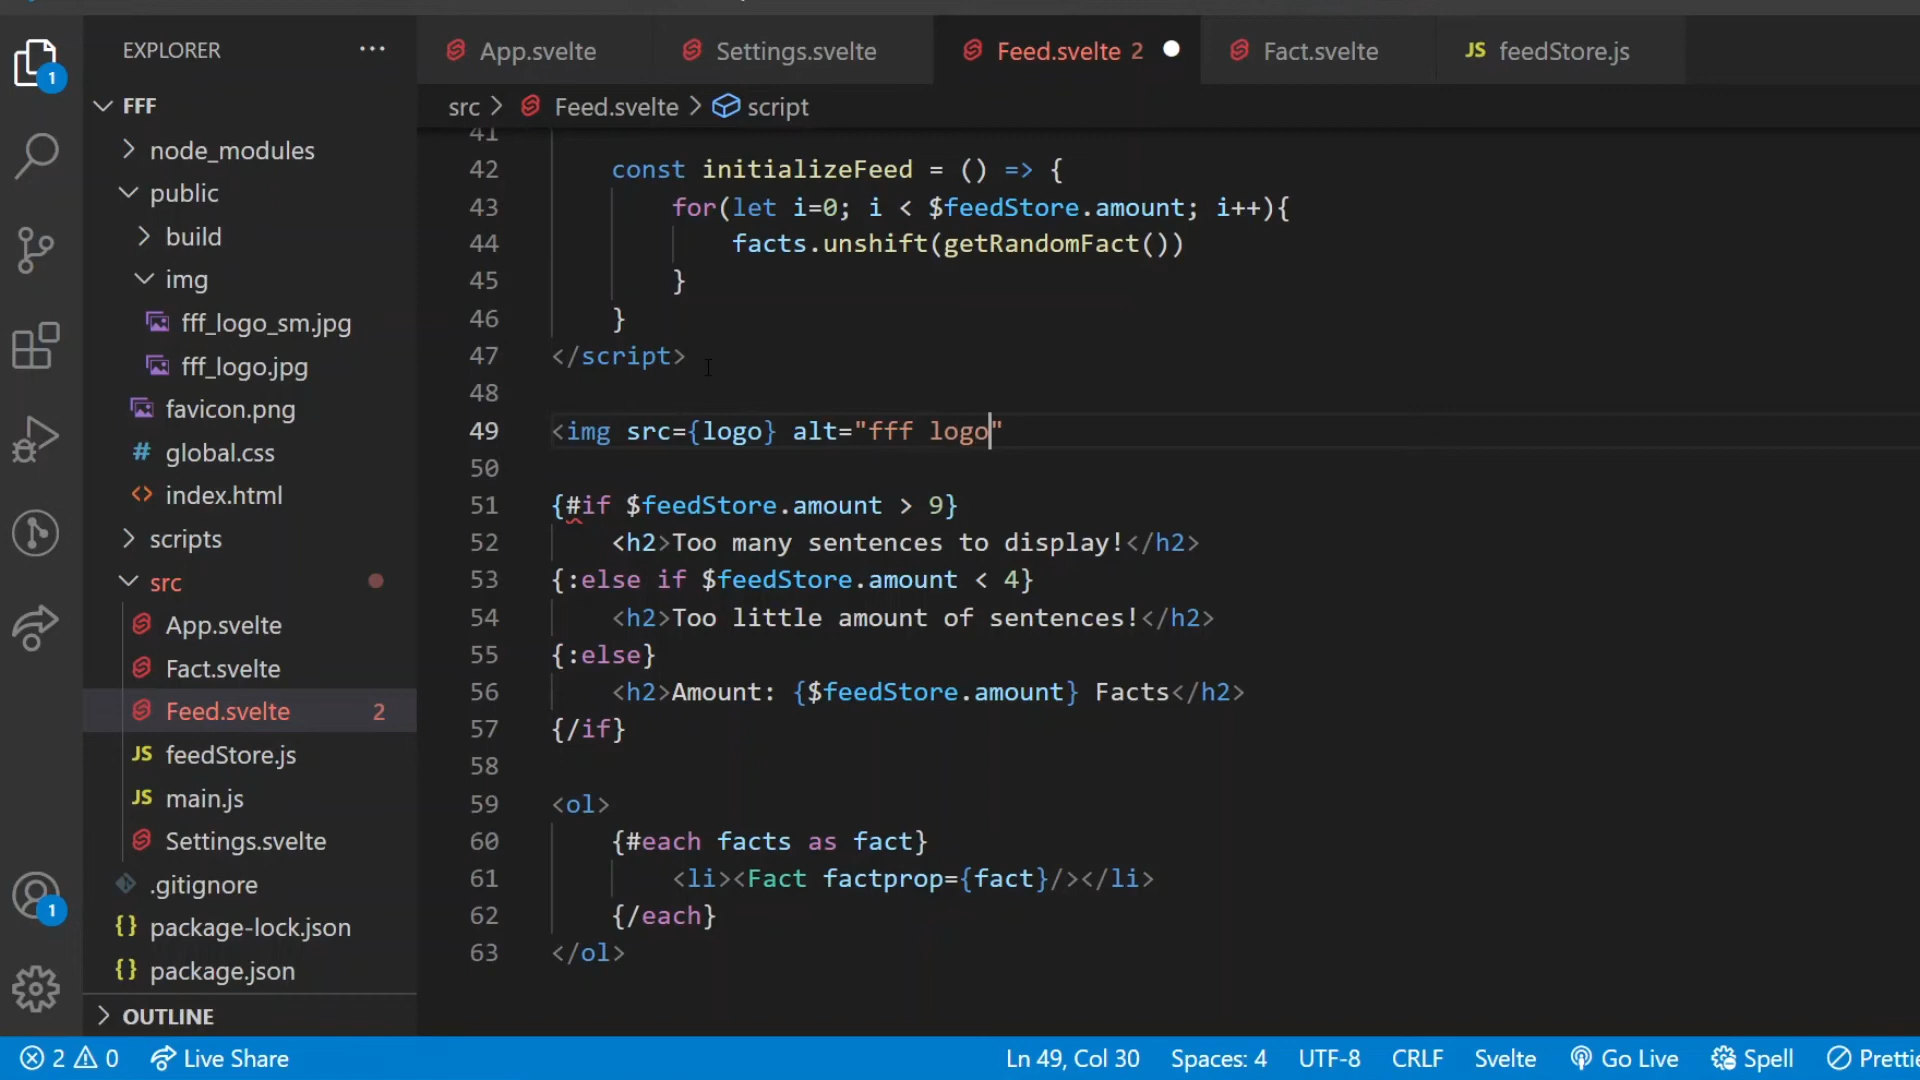 EXPLORER
···
App.svelte
Settings.svelte
Feed.svelte 2
Fact.svelte
JS feedStore.js
src > Feed.svelte > script
1
FFF
node_modules
public
build
img
fff_logo_sm.jpg
fff_logo.jpg
favicon.png
# global.css
<> index.html
scripts
src
App.svelte
Fact.svelte
Feed.svelte 2
JS feedStore.js
JS main.js
Settings.svelte
.gitignore
{} package-lock.json
{} package.json
OUTLINE
1
41
42 const initializeFeed = () => {
43 for(let i=0; i < $feedStore.amount; i++){
44 facts.unshift(getRandomFact())
45 }
46 }
47 </script>
48
49 <img src={logo} alt="fff logo"
50
51 {#if $feedStore.amount > 9}
52 <h2>Too many sentences to display!</h2>
53 {:else if $feedStore.amount < 4}
54 <h2>Too little amount of sentences!</h2>
55 {:else}
56 <h2>Amount: {$feedStore.amount} Facts</h2>
57 {/if}
58
59 <ol>
60 {#each facts as fact}
61 <li><Fact factprop={fact}/></li>
62 {/each}
63 </ol>
2 0 Live Share Ln 49, Col 30 Spaces: 4 UTF-8 CRLF Svelte Go Live Spell Prettie